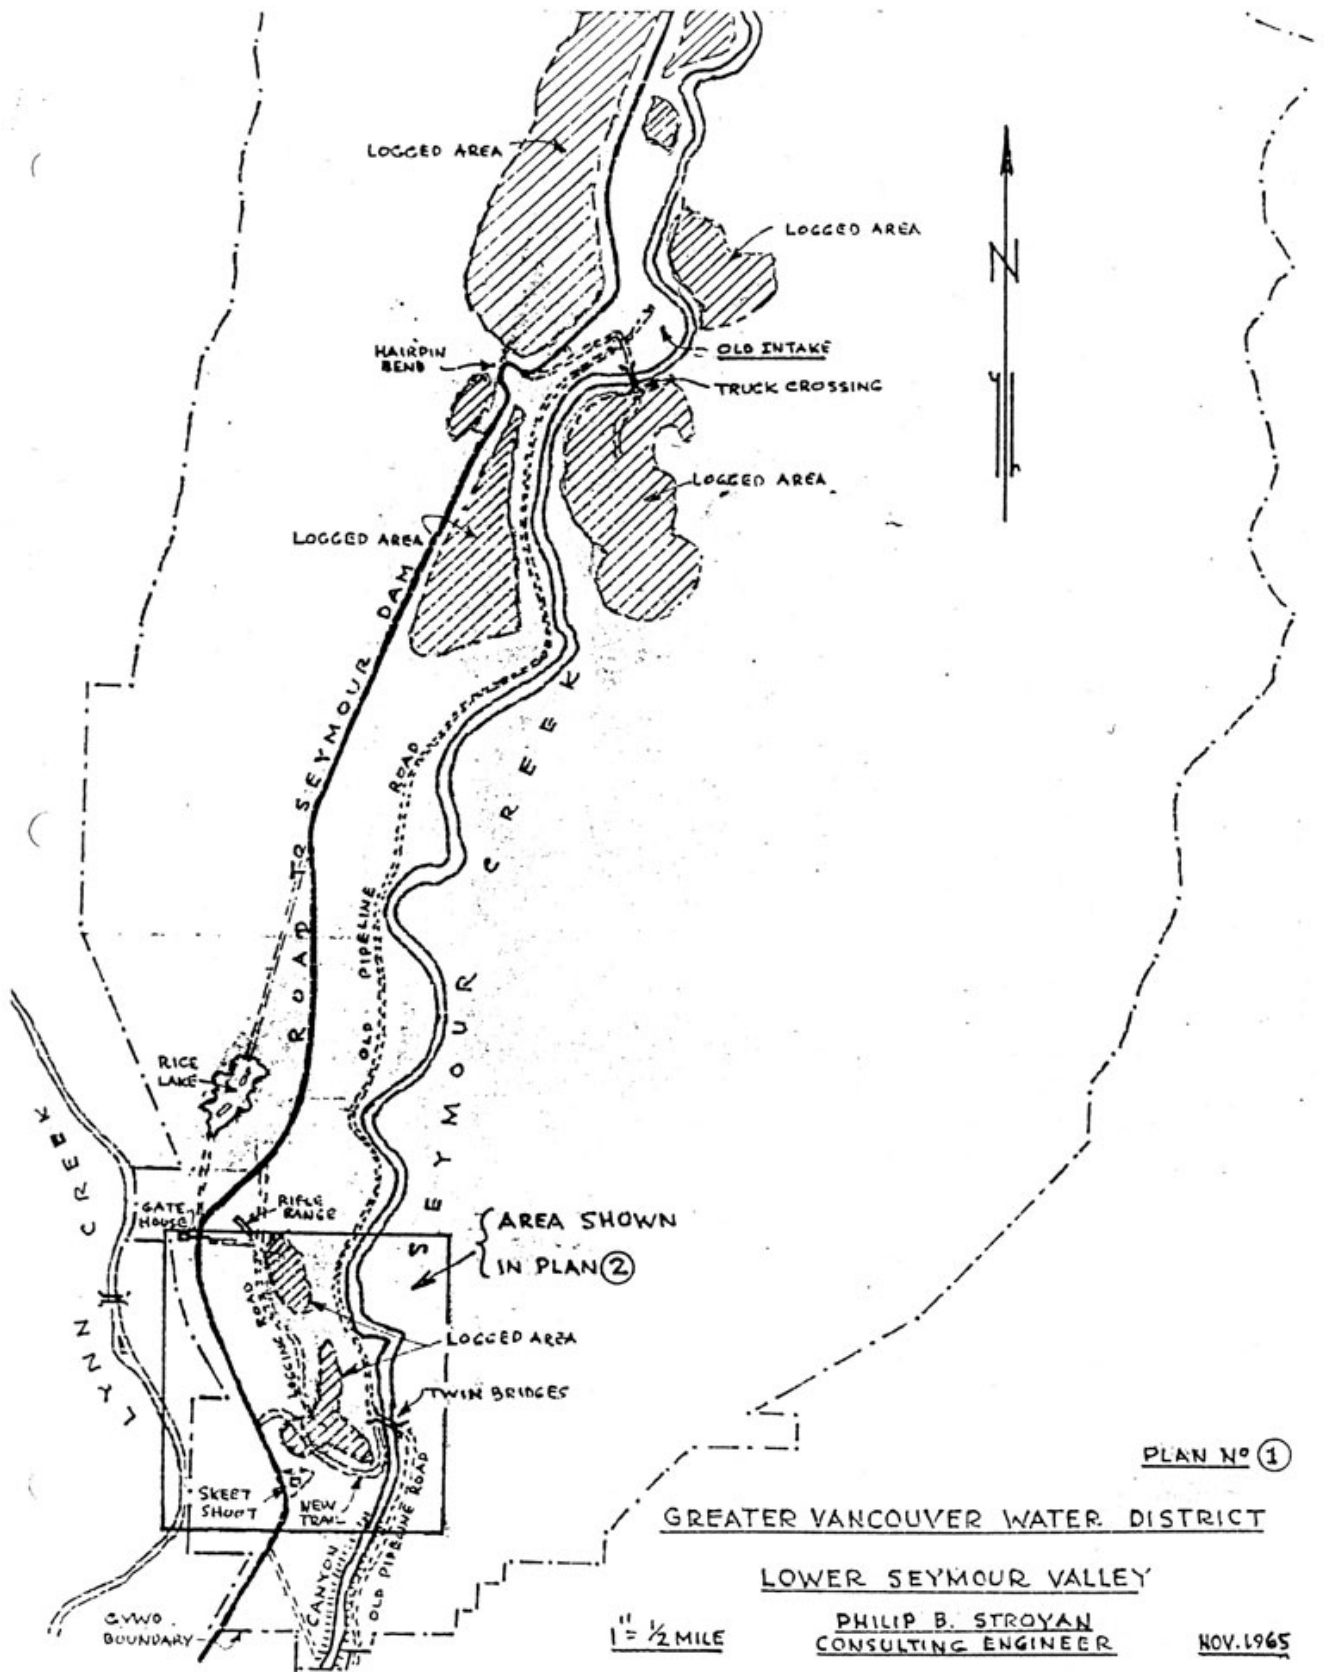 LOGGED AREA
LOGGED AREA
N
HAIRPIN
BEND
OLD INTAKE
TRUCK CROSSING
LOGGED AREA
LOGGED AREA
ROAD TO SEYMOUR DAM
OLD PIPELINE ROAD
SEYMOUR CREEK
RICE
LAKE
LYNN CREEK
GATE
HOUSE
RIFLE
RANGE
AREA SHOWN
IN PLAN 2
LOGGING ROAD
LOGGED AREA
TWIN BRIDGES
SKEET
SHOOT
NEW
TRAIL
CANYON
OLD PIPELINE ROAD
GVWD
BOUNDARY
PLAN Nº 1
GREATER VANCOUVER WATER DISTRICT
LOWER SEYMOUR VALLEY
1" = 1/2 MILE
PHILIP B. STROYAN
CONSULTING ENGINEER
NOV. 1965